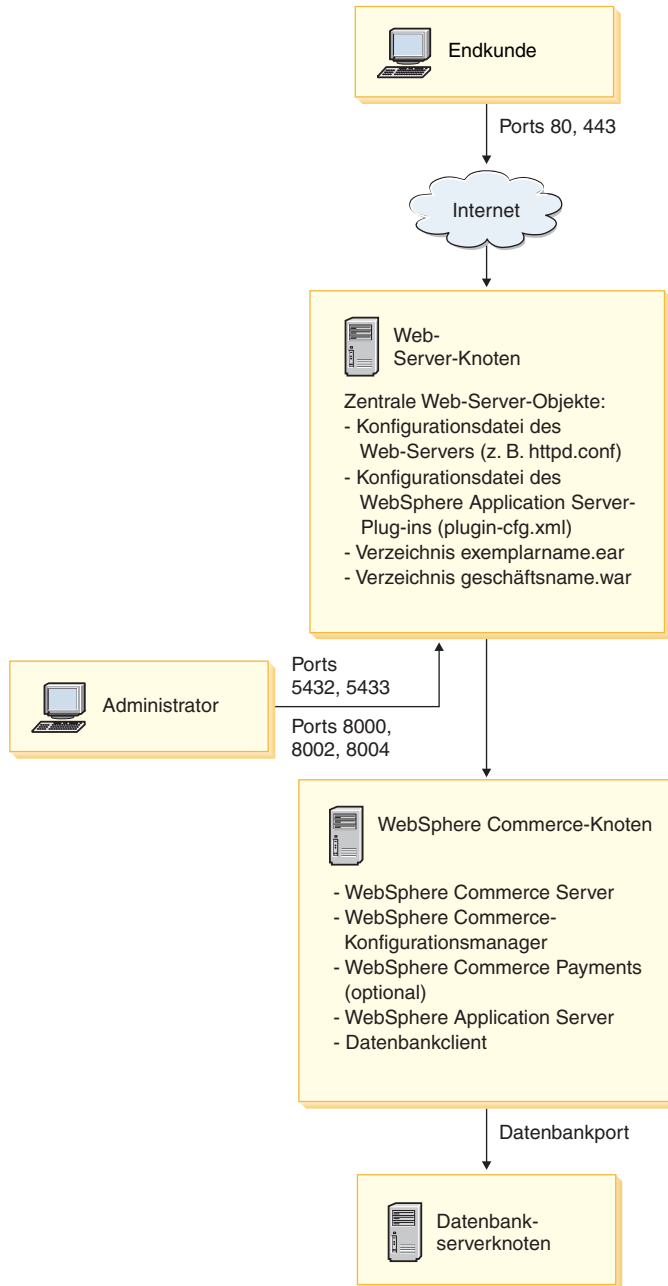 Endkunde
Ports 80, 443
Internet
Web-
Server-Knoten
Zentrale Web-Server-Objekte:
- Konfigurationsdatei des
Web-Servers (z. B. httpd.conf)
- Konfigurationsdatei des
WebSphere Application Server-
Plug-ins (plugin-cfg.xml)
- Verzeichnis exemplarname.ear
- Verzeichnis geschäftsname.war
Administrator
Ports
5432, 5433
Ports 8000,
8002, 8004
WebSphere Commerce-Knoten
- WebSphere Commerce Server
- WebSphere Commerce-
Konfigurationsmanager
- WebSphere Commerce Payments
(optional)
- WebSphere Application Server
- Datenbankclient
Datenbankport
Datenbank-
serverknoten